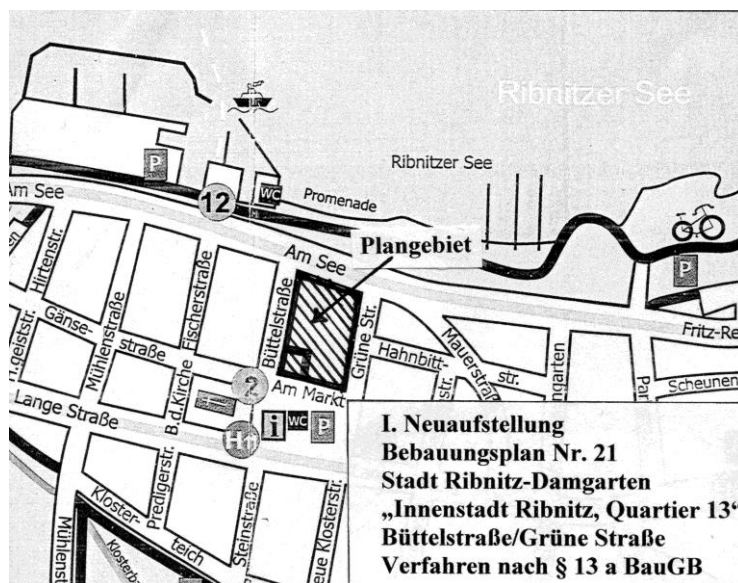 Ribnitzer See
Ribnitzer See
P
WC
Promenade
12
Am See
Am See
Plangebiet
P
Hirtenstr.
Gänse-
straße
Mühlenstraße
Fischerstraße
Büttelstraße
Grüne Str.
Hahnbitt-
str.
Mauerstraße
Fritz-Re
Scheunen
Par
Am Markt
2
B.d.Kirche
Lange Straße
H
i
WC
P
Predigerstr.
Steinstraße
Kloster-
teich
Mühlenst
I. Neuaufstellung
Bebauungsplan Nr. 21
Stadt Ribnitz-Damgarten
„Innenstadt Ribnitz, Quartier 13“
Büttelstraße/Grüne Straße
Verfahren nach § 13 a BauGB